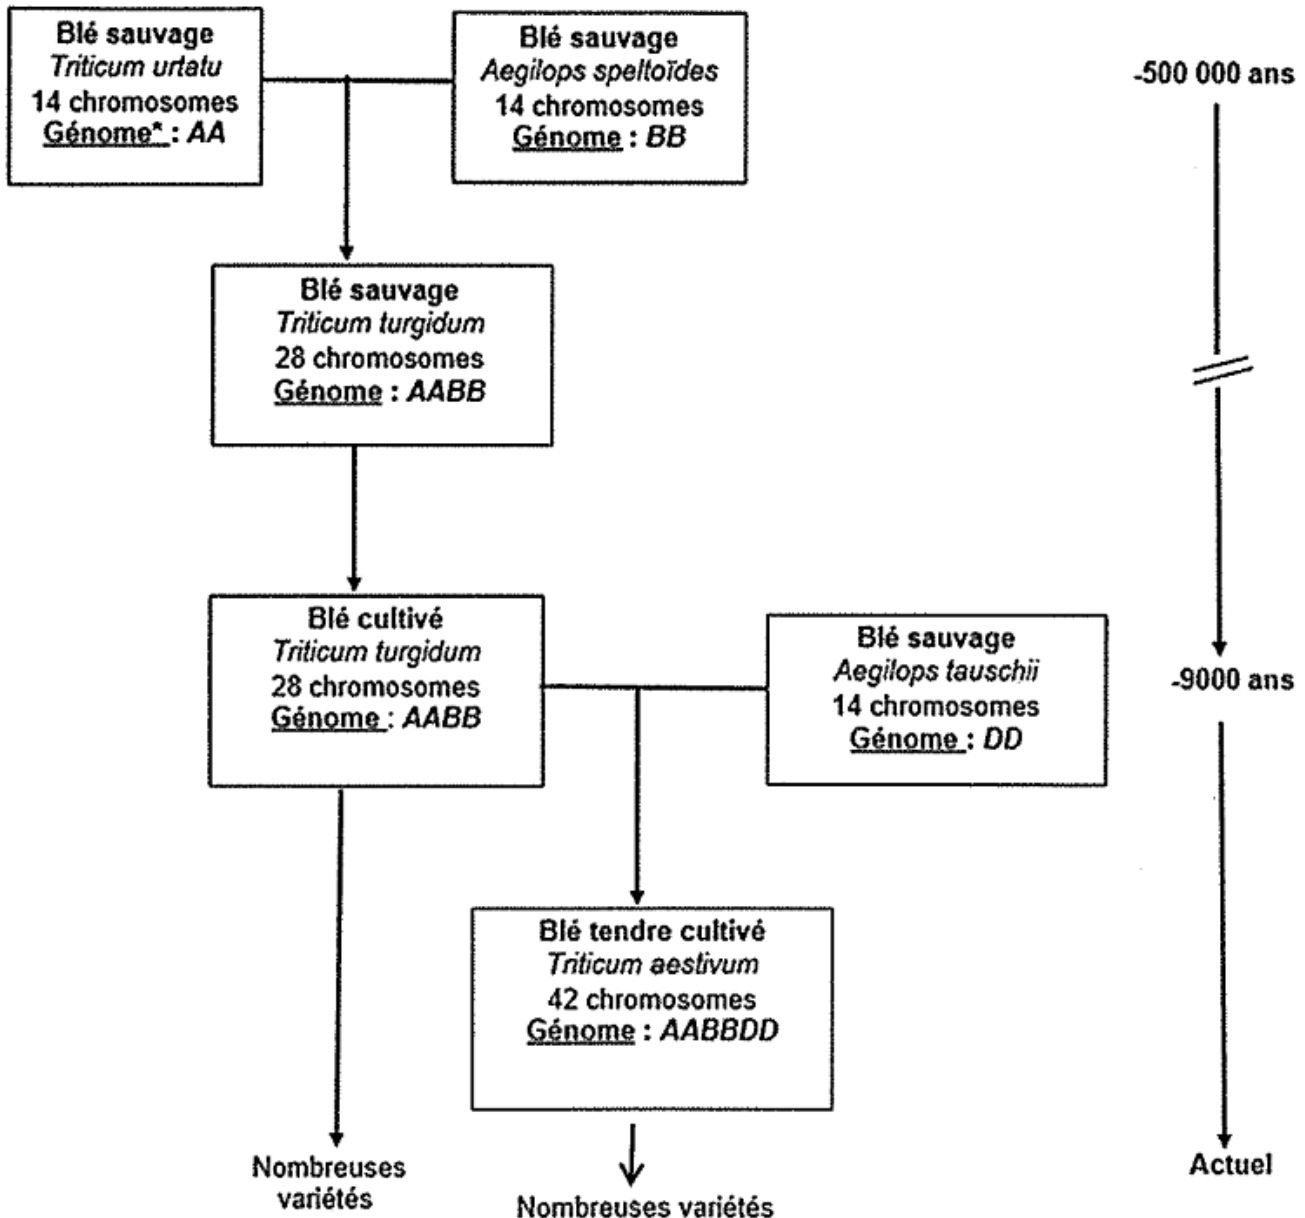 Blé sauvage
Triticum urtatu
14 chromosomes
Génome* : AA
Blé sauvage
Aegilops speltoïdes
14 chromosomes
Génome : BB
-500 000 ans
Blé sauvage
Triticum turgidum
28 chromosomes
Génome : AABB
Blé cultivé
Triticum turgidum
28 chromosomes
Génome : AABB
Blé sauvage
Aegilops tauschii
14 chromosomes
Génome : DD
-9000 ans
Blé tendre cultivé
Triticum aestivum
42 chromosomes
Génome : AABBDD
Nombreuses
variétés
Nombreuses variétés
Actuel